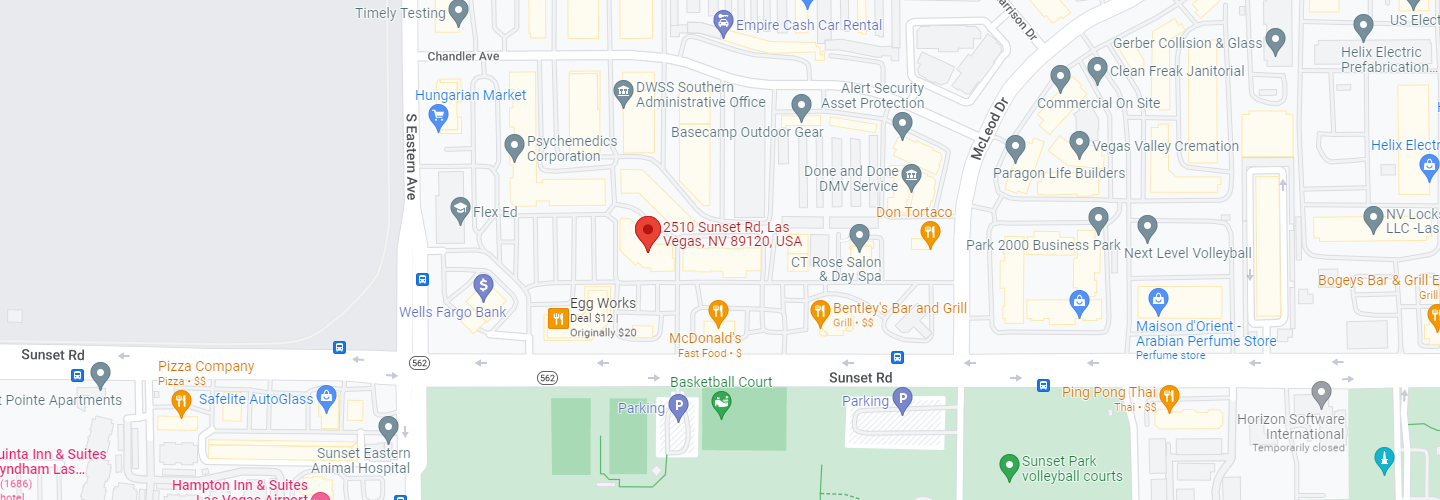 Timely Testing
Empire Cash Car Rental
Harrison Dr
Gerber Collision & Glass
US Elect
Helix Electric
Prefabrication...
Chandler Ave
Hungarian Market
DWSS Southern
Administrative Office
Alert Security
Asset Protection
Clean Freak Janitorial
Commercial On Site
S Eastern Ave
Psychemedics
Corporation
Basecamp Outdoor Gear
McLeod Dr
Vegas Valley Cremation
Helix Electr
Paragon Life Builders
Done and Done
DMV Service
Flex Ed
2510 Sunset Rd, Las
Vegas, NV 89120, USA
Don Tortaco
Park 2000 Business Park
Next Level Volleyball
NV Locks
LLC -Las
CT Rose Salon
& Day Spa
Wells Fargo Bank
$
Egg Works
Deal $12 |
Originally $20
McDonald's
Fast Food • $
Bentley's Bar and Grill
Grill • $$
Bogeys Bar & Grill E
Grill
Maison d'Orient -
Arabian Perfume Store
Perfume store
Sunset Rd
562
562
Sunset Rd
Pizza Company
Pizza • $$
t Pointe Apartments
Safelite AutoGlass
Basketball Court
Parking
P
Parking
P
Ping Pong Thai
Thai • $$
Horizon Software
International
Temporarily closed
Sunset Eastern
Animal Hospital
uinta Inn & Suites
yndham Las...
(1686)
hotel
Hampton Inn & Suites
Las Vegas Airport
Sunset Park
volleyball courts